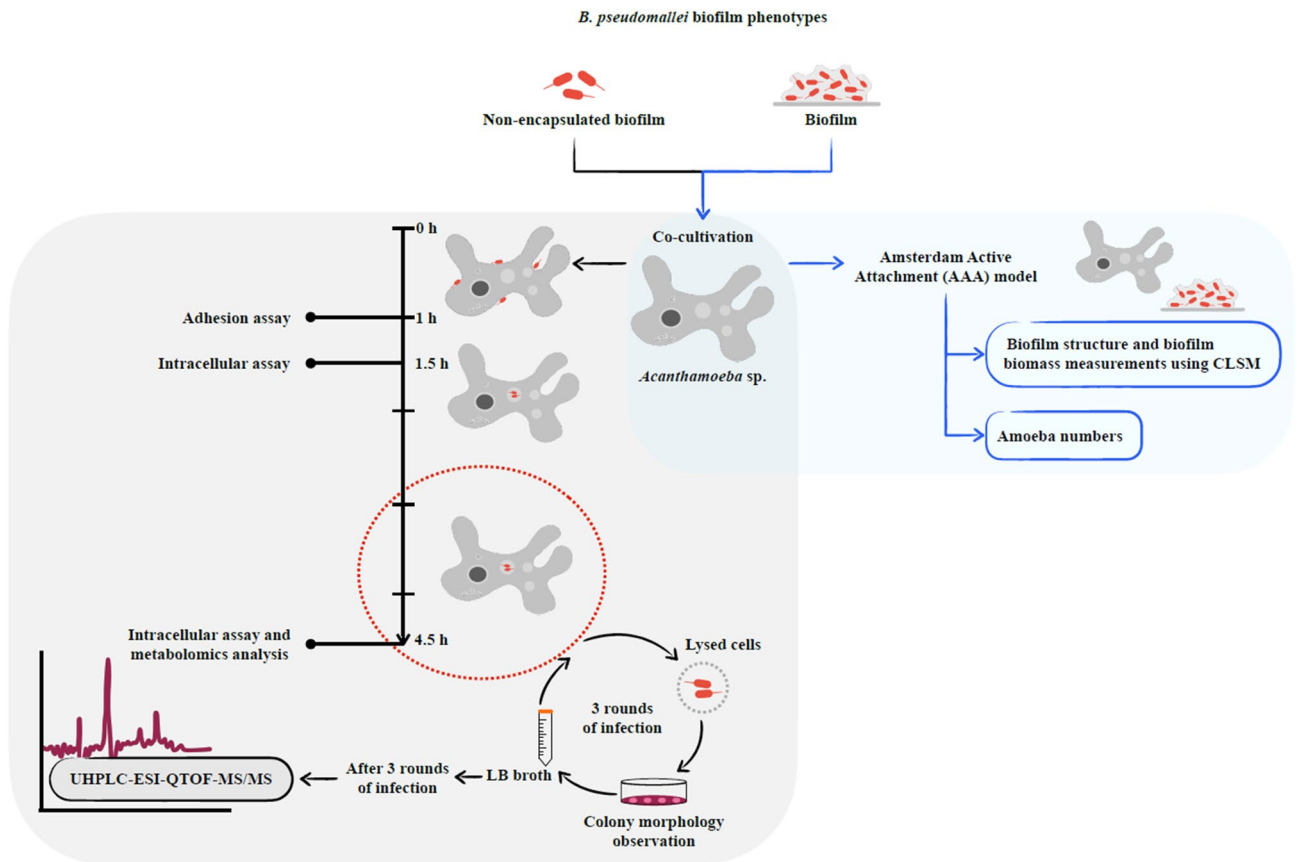 B. pseudomallei biofilm phenotypes
Non-encapsulated biofilm
Biofilm
Co-cultivation
Acanthamoeba sp.
0 h
Adhesion assay
1 h
Intracellular assay
1.5 h
Intracellular assay and
metabolomics analysis
4.5 h
Lysed cells
3 rounds
of infection
Colony morphology
observation
LB broth
After 3 rounds
of infection
UHPLC-ESI-QTOF-MS/MS
Amsterdam Active
Attachment (AAA) model
Biofilm structure and biofilm
biomass measurements using CLSM
Amoeba numbers